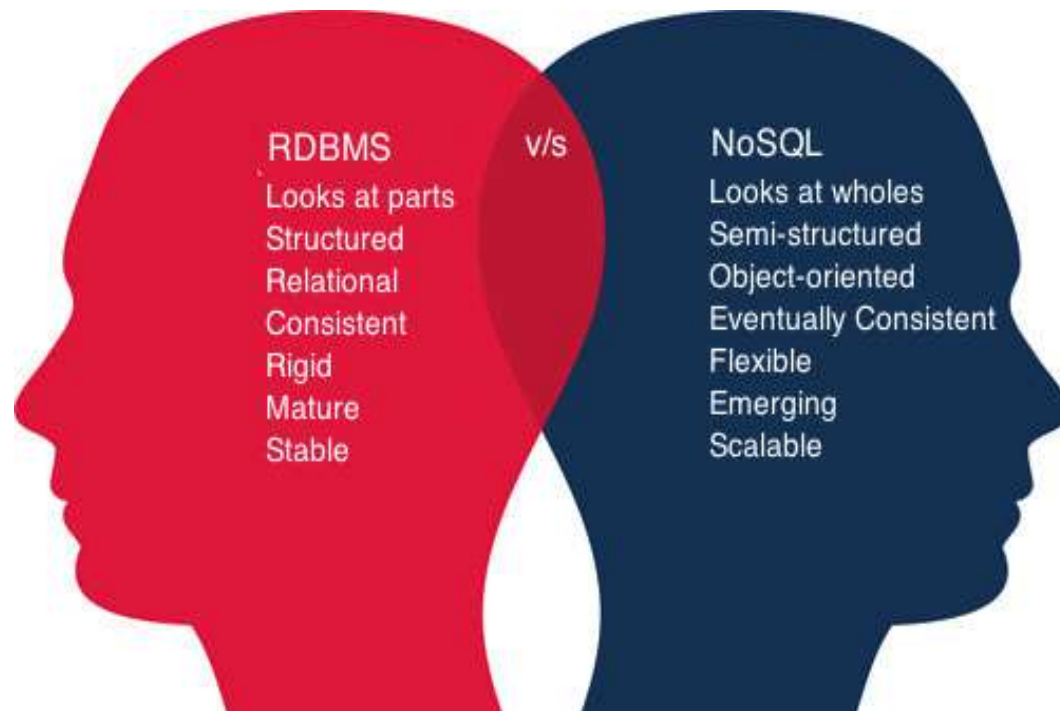 RDBMS
Looks at parts
Structured
Relational
Consistent
Rigid
Mature
Stable
v/s
NoSQL
Looks at wholes
Semi-structured
Object-oriented
Eventually Consistent
Flexible
Emerging
Scalable